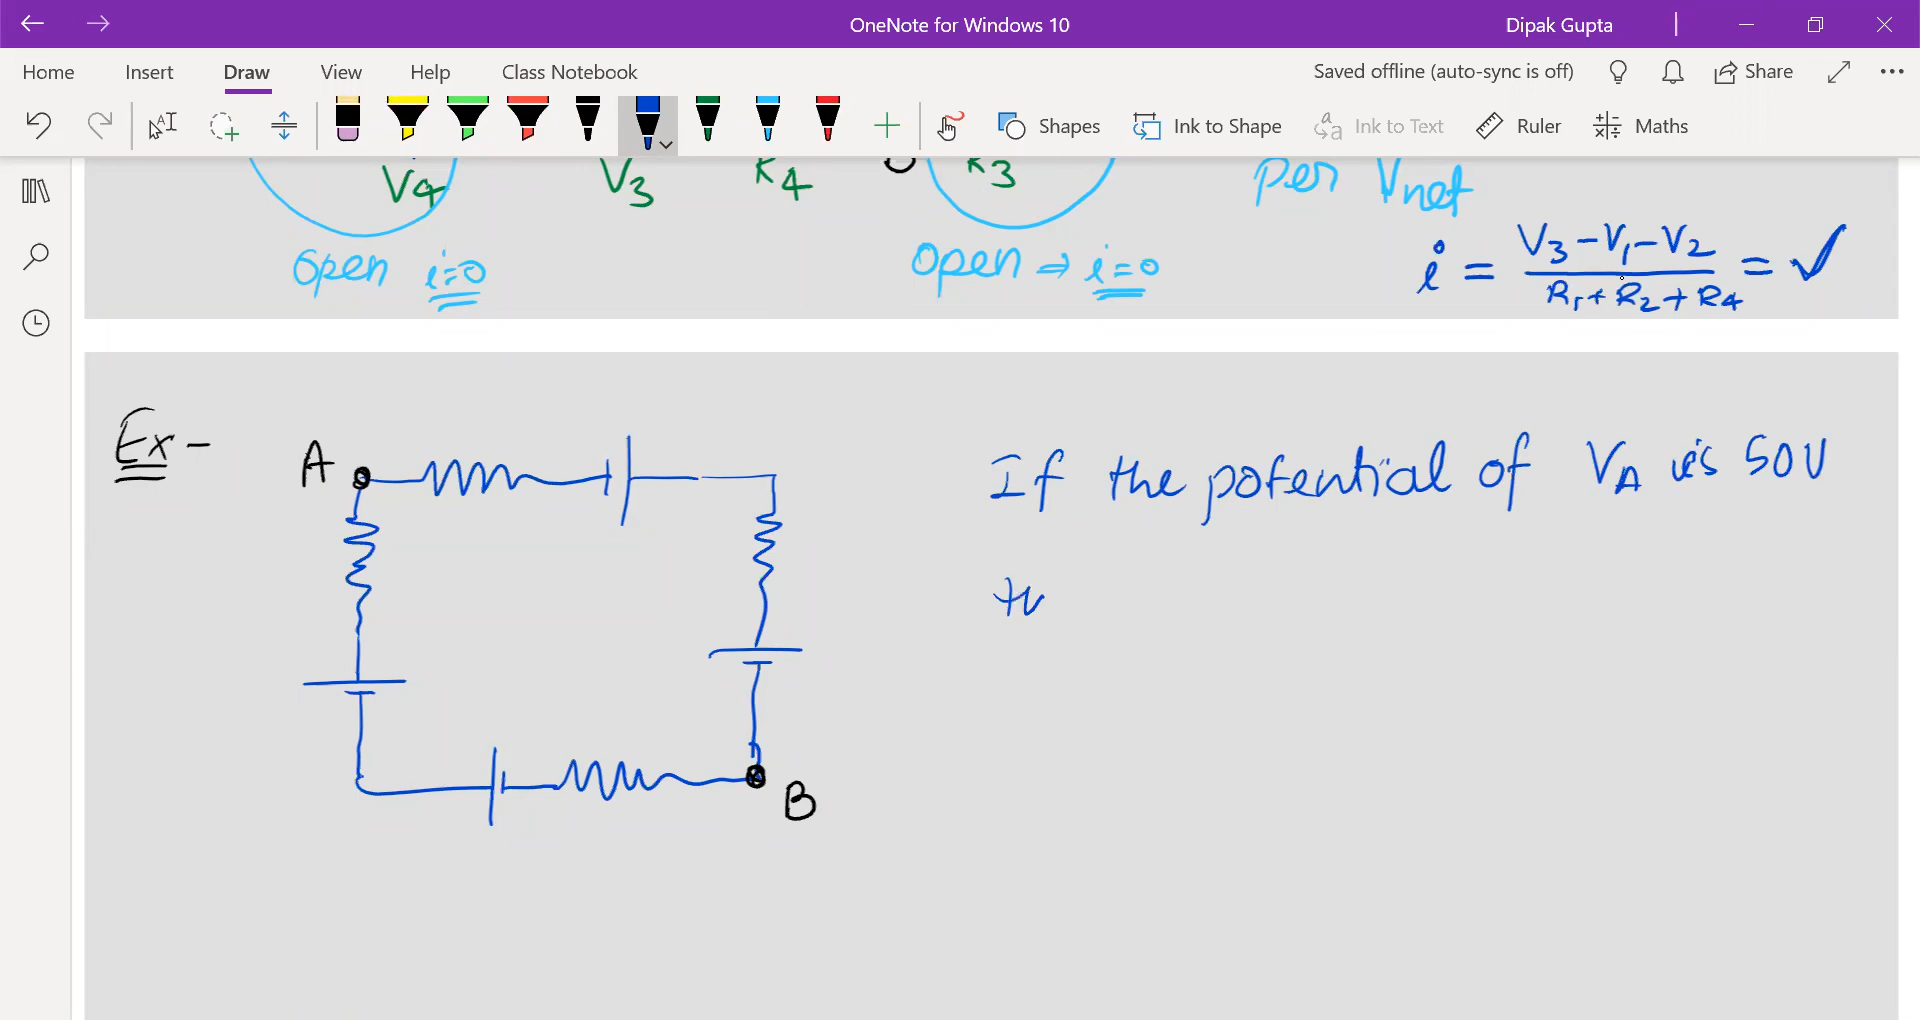 OneNote for Windows 10
Dipak Gupta
Home Insert Draw View Help Class Notebook
Saved offline (auto-sync is off)
Share
Shapes
Ink to Shape
Ink to Text
Ruler
Maths
V4 V3 R4 R3
per Vnet
Open i=0
Open ⇒ i=0
i = V3 - V1 - V2 / R1 + R2 + R4 = ✓
Ex -
A
B
If the potential of VA is 50V